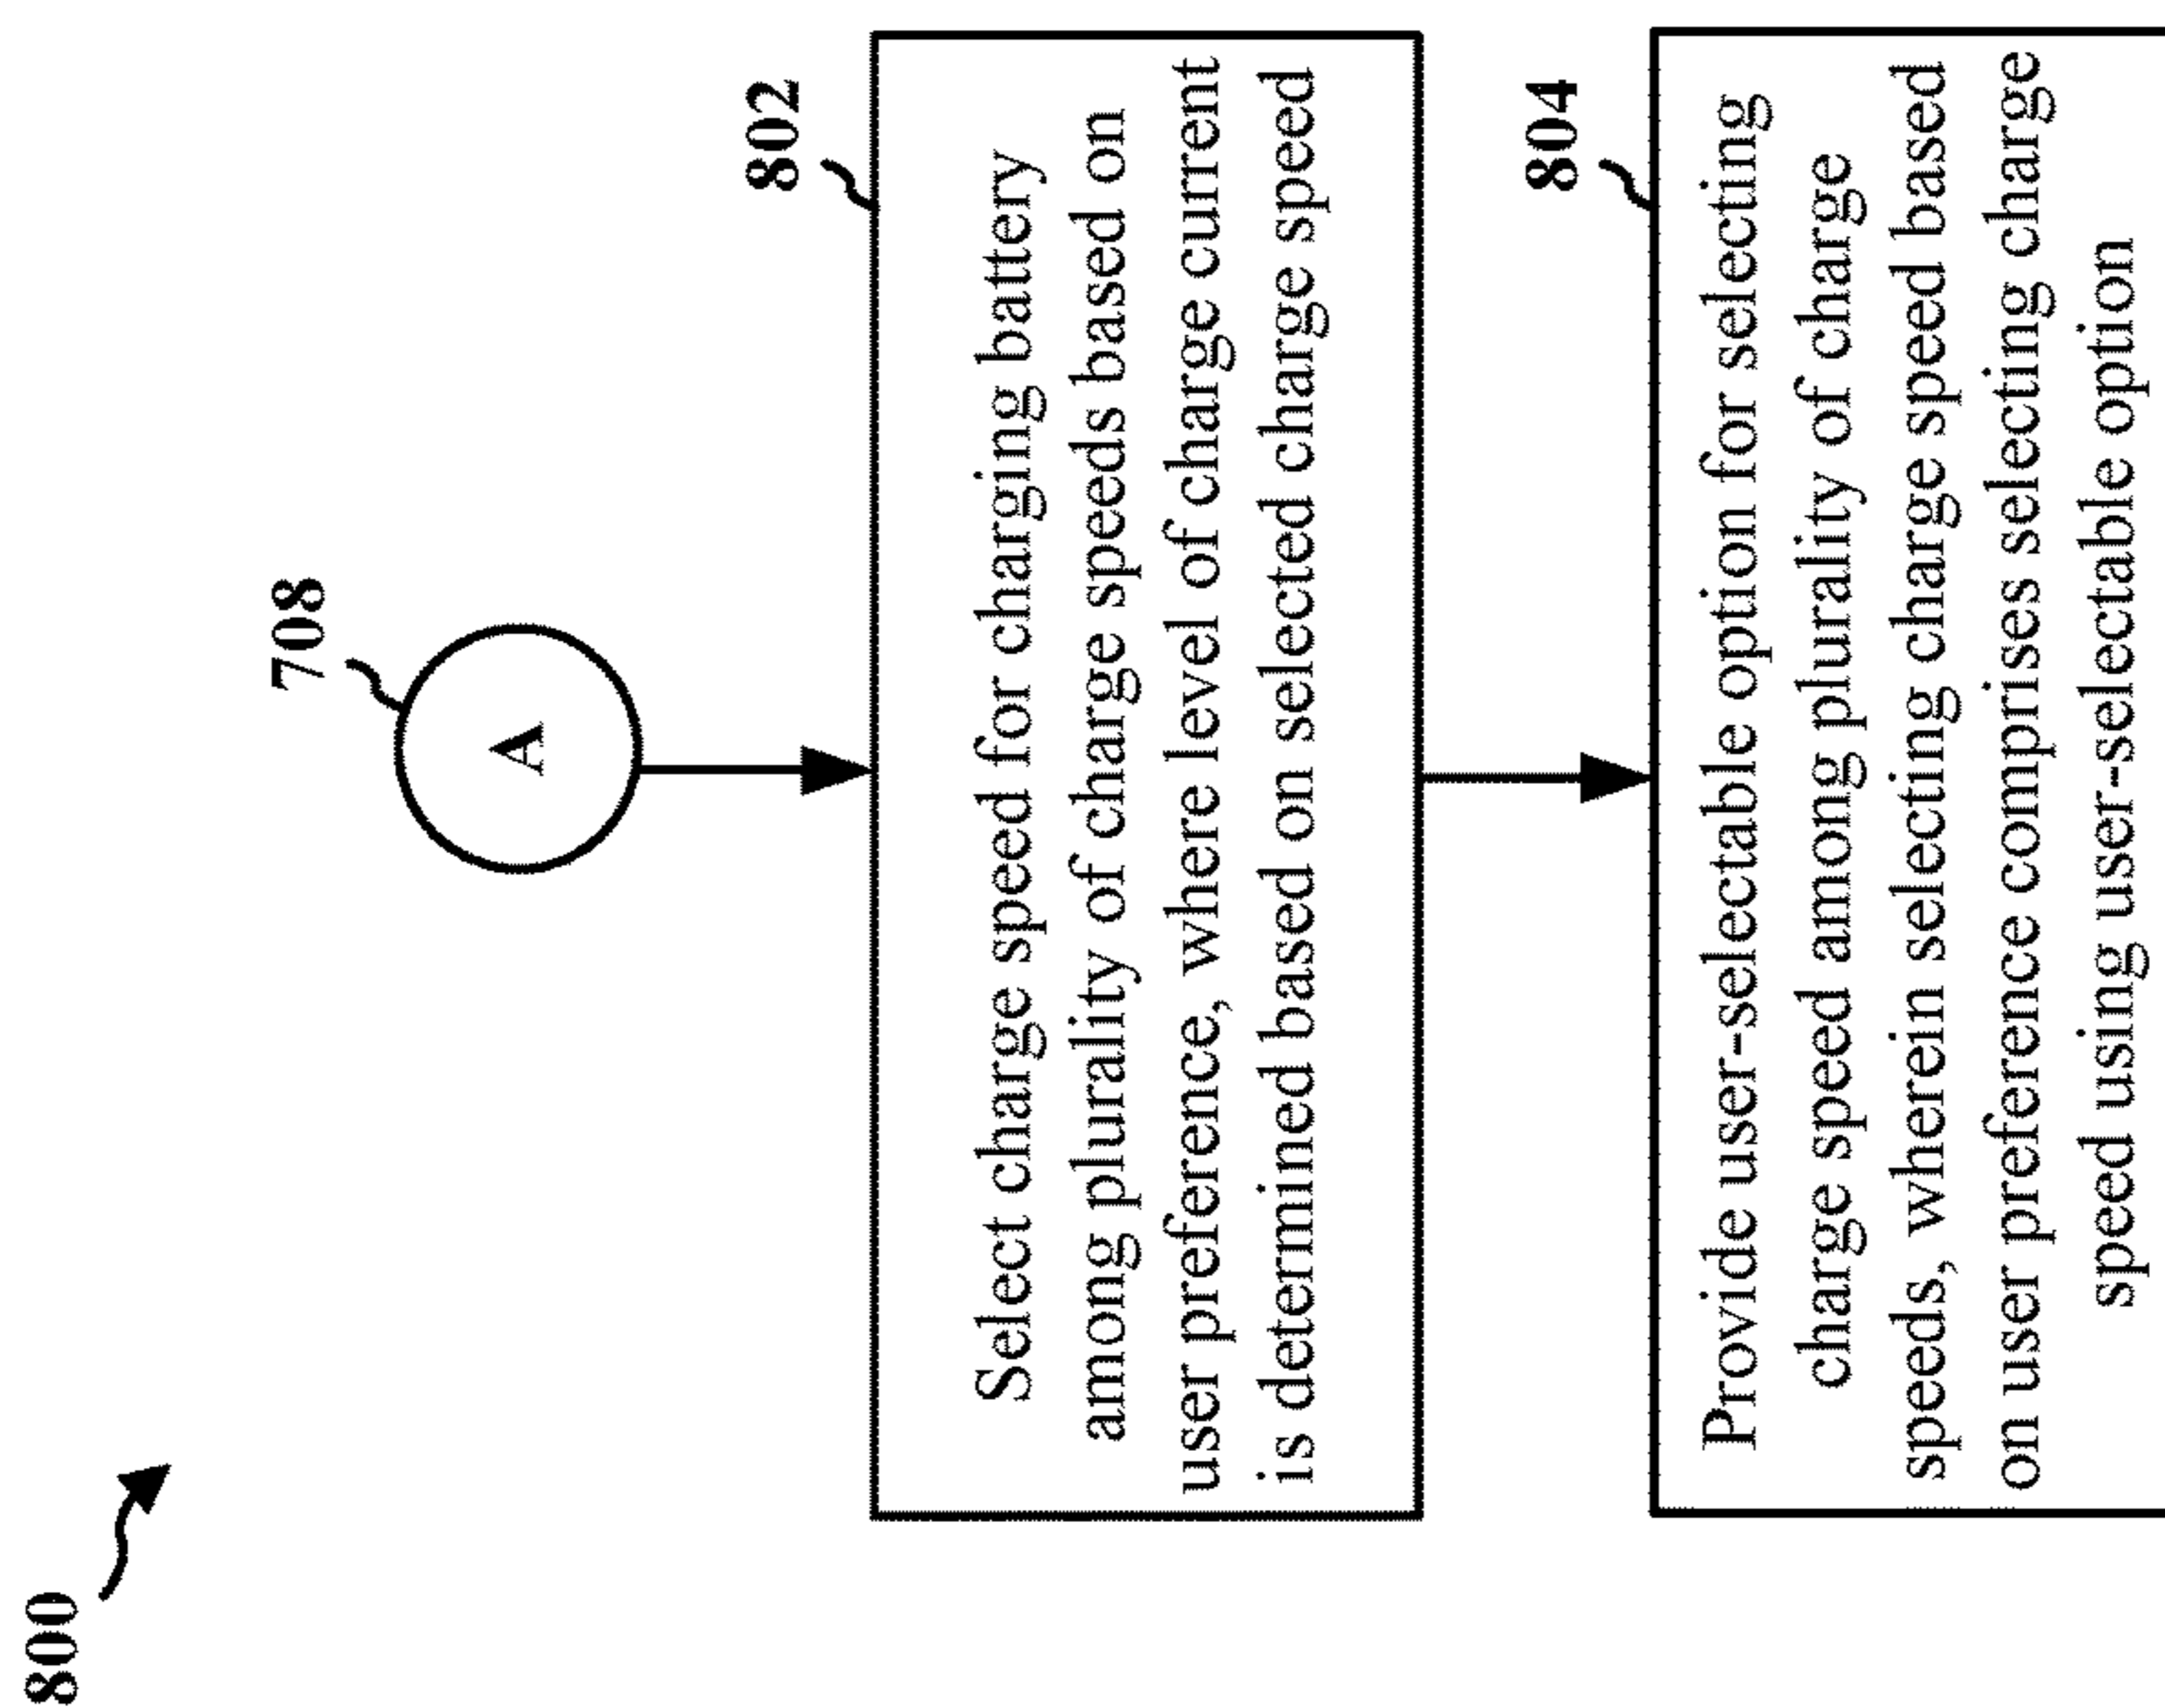 800
708
A
802
Select charge speed for charging battery
among plurality of charge speeds based on
user preference, where level of charge current
is determined based on selected charge speed
804
Provide user-selectable option for selecting
charge speed among plurality of charge
speeds, wherein selecting charge speed based
on user preference comprises selecting charge
speed using user-selectable option